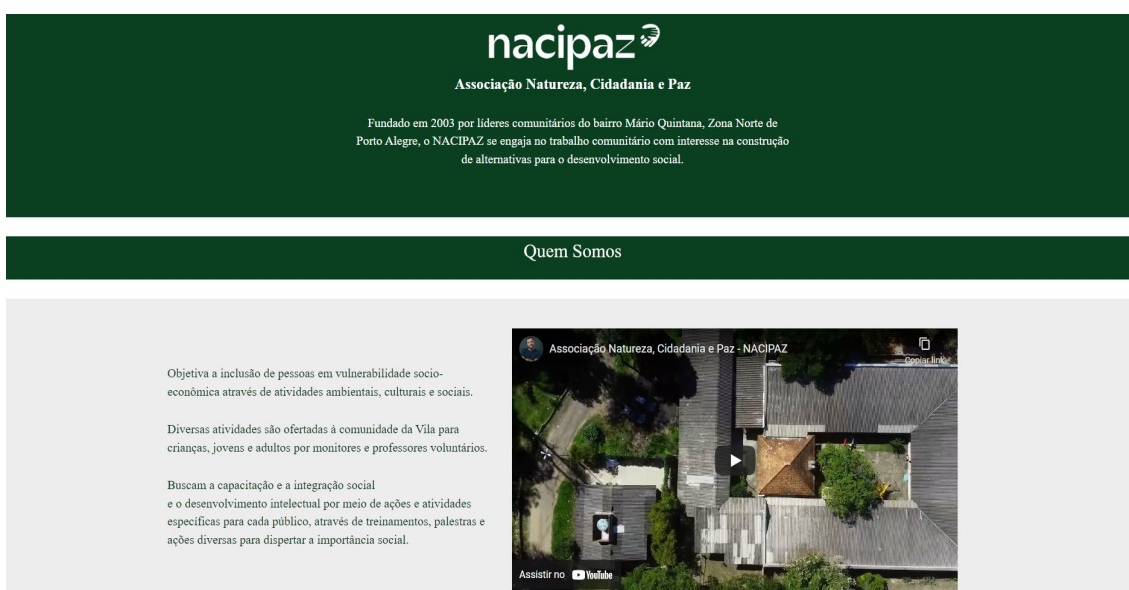 nacipaz
Associação Natureza, Cidadania e Paz
Fundado em 2003 por líderes comunitários do bairro Mário Quintana, Zona Norte de
Porto Alegre, o NACIPAZ se engaja no trabalho comunitário com interesse na construção
de alternativas para o desenvolvimento social.
Quem Somos
Objetiva a inclusão de pessoas em vulnerabilidade socio-
econômica através de atividades ambientais, culturais e sociais.
Diversas atividades são ofertadas à comunidade da Vila para
crianças, jovens e adultos por monitores e professores voluntários.
Buscam a capacitação e a integração social
e o desenvolvimento intelectual por meio de ações e atividades
específicas para cada público, através de treinamentos, palestras e
ações diversas para dispertar a importância social.
Associação Natureza, Cidadania e Paz - NACIPAZ
Copiar link
Assistir no YouTube